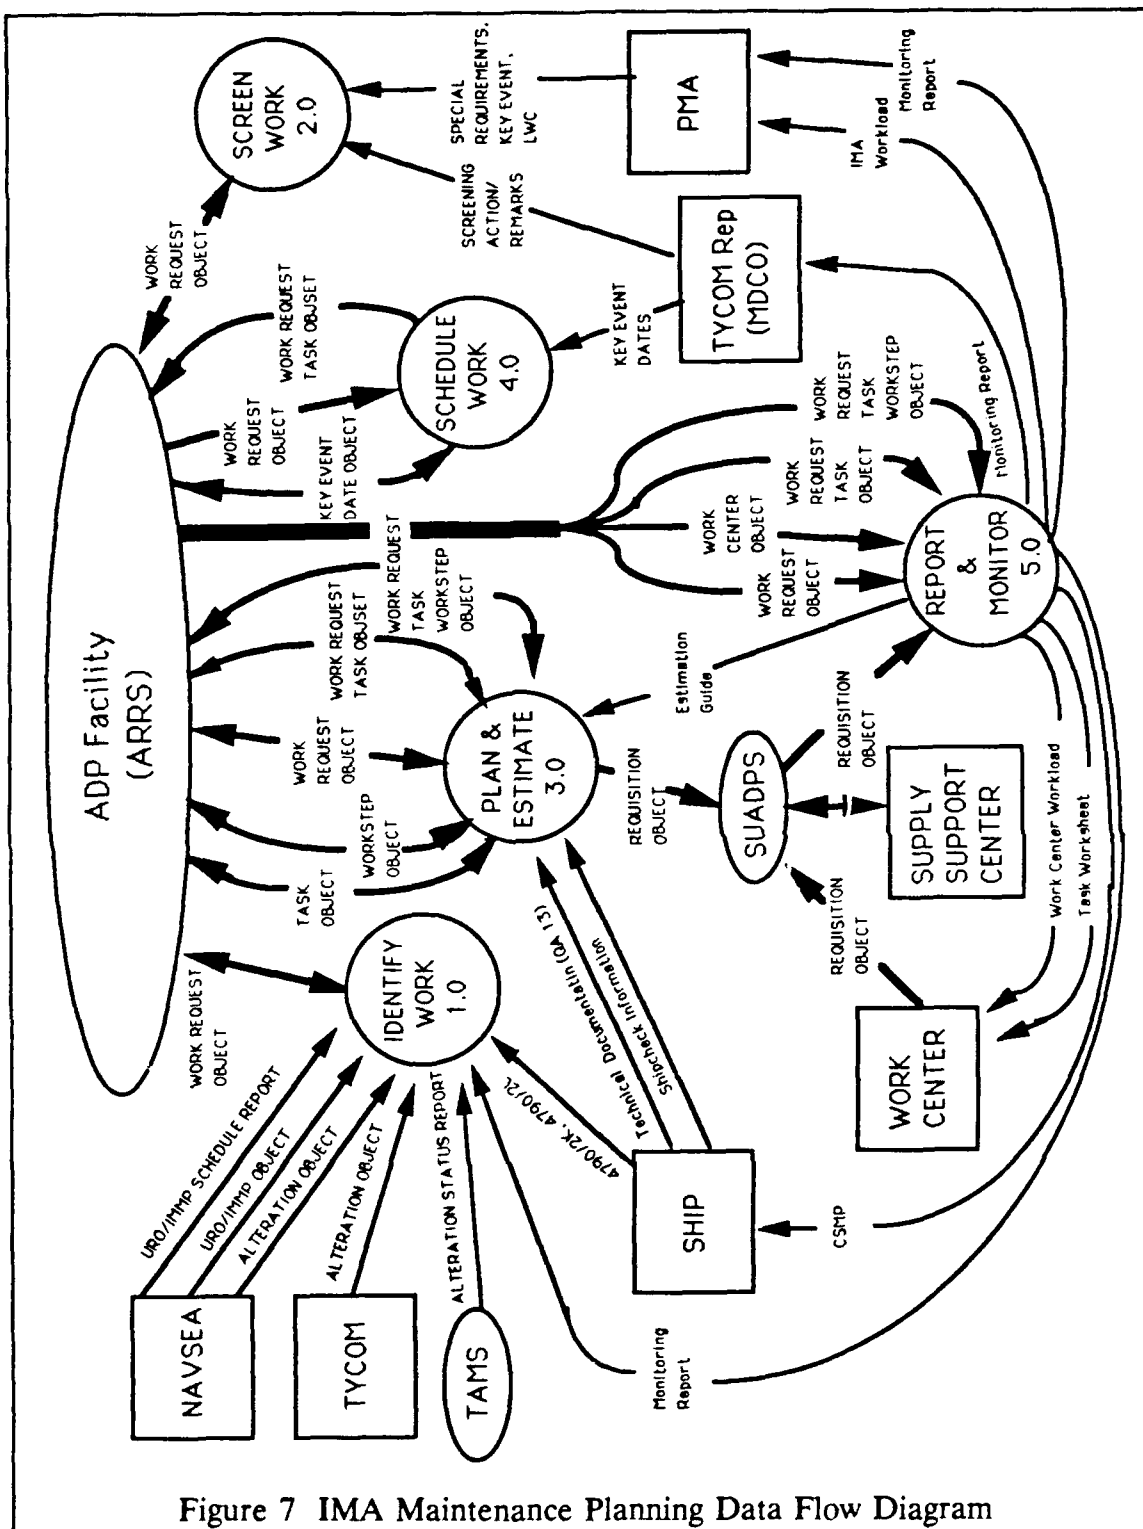 ADP Facility
(ARRS)
NAVSEA
TYCOM
TAMS
URO/IMMP SCHEDULE REPORT
URO/IMMP OBJECT
ALTERATION OBJECT
ALTERATION OBJECT
ALTERATION STATUS REPORT
WORK REQUEST
OBJECT
IDENTIFY
WORK
1.0
TASK
OBJECT
WORKSTEP
OBJECT
WORK
REQUEST
OBJECT
WORK REQUEST
TASK OBJSET
WORK REQUEST
TASK
WORKSTEP
OBJECT
PLAN &
ESTIMATE
3.0
KEY EVENT
DATE OBJECT
WORK
REQUEST
OBJECT
WORK REQUEST
TASK OBJSET
SCHEDULE
WORK
4.0
WORK
REQUEST
OBJECT
SCREEN
WORK
2.0
SPECIAL
REQUIREMENTS.
KEY EVENT.
LWC
SCREENING
ACTION/
REMARKS
KEY EVENT
DATES
PMA
TYCOM Rep
(MDCO)
IMA
Workload
Monitoring
Report
Monitoring Report
WORK
REQUEST
OBJECT
WORK
CENTER
OBJECT
WORK
REQUEST
TASK
OBJECT
WORK
REQUEST
TASK
WORKSTEP
OBJECT
REPORT
&
MONITOR
5.0
Estimation
Guide
REQUISITION
OBJECT
SUADPS
REQUISITION
OBJECT
SUPPLY
SUPPORT
CENTER
REQUISITION
OBJECT
WORK
CENTER
Work Center Workload
Task Worksheet
4790/2K, 4790/2L
Technical Documentatin (QA 13)
Shipcheck Information
SHIP
CSMP
Monitoring
Report
Figure 7 IMA Maintenance Planning Data Flow Diagram